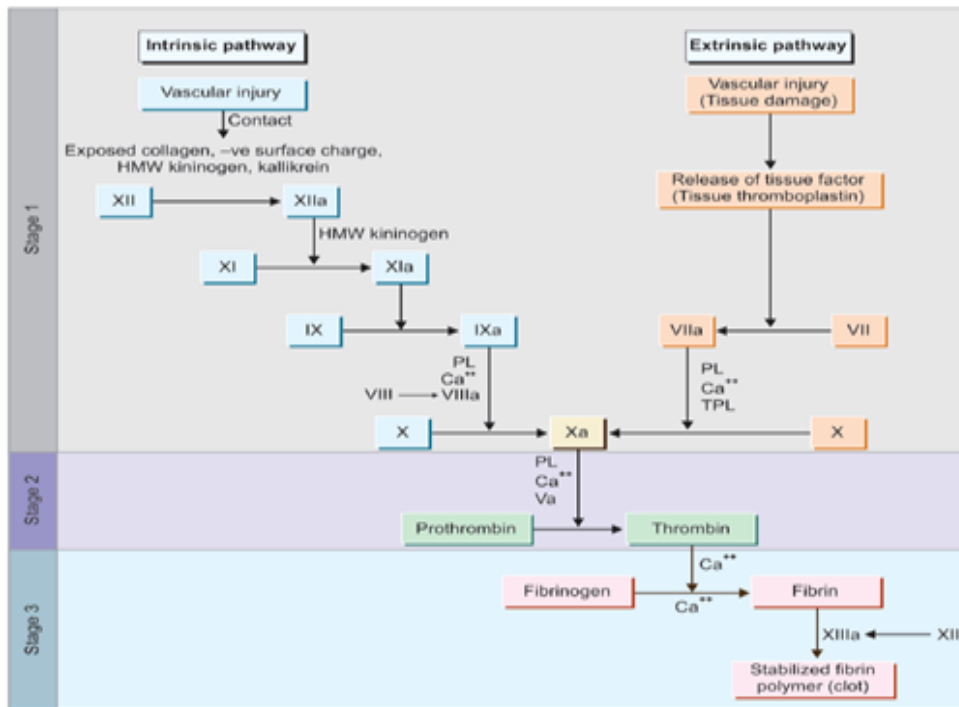 Intrinsic pathway
Extrinsic pathway
Vascular injury
Contact
Exposed collagen, –ve surface charge,
HMW kininogen, kallikrein
XII
XIIa
HMW kininogen
XI
XIa
IX
IXa
PL
Ca++
VIII
VIIIa
X
Xa
Vascular injury
(Tissue damage)
Release of tissue factor
(Tissue thromboplastin)
VIIa
VII
PL
Ca++
TPL
X
Stage 1
PL
Ca++
Va
Prothrombin
Thrombin
Stage 2
Ca++
Fibrinogen
Ca++
Fibrin
XIIIa
XII
Stabilized fibrin
polymer (clot)
Stage 3